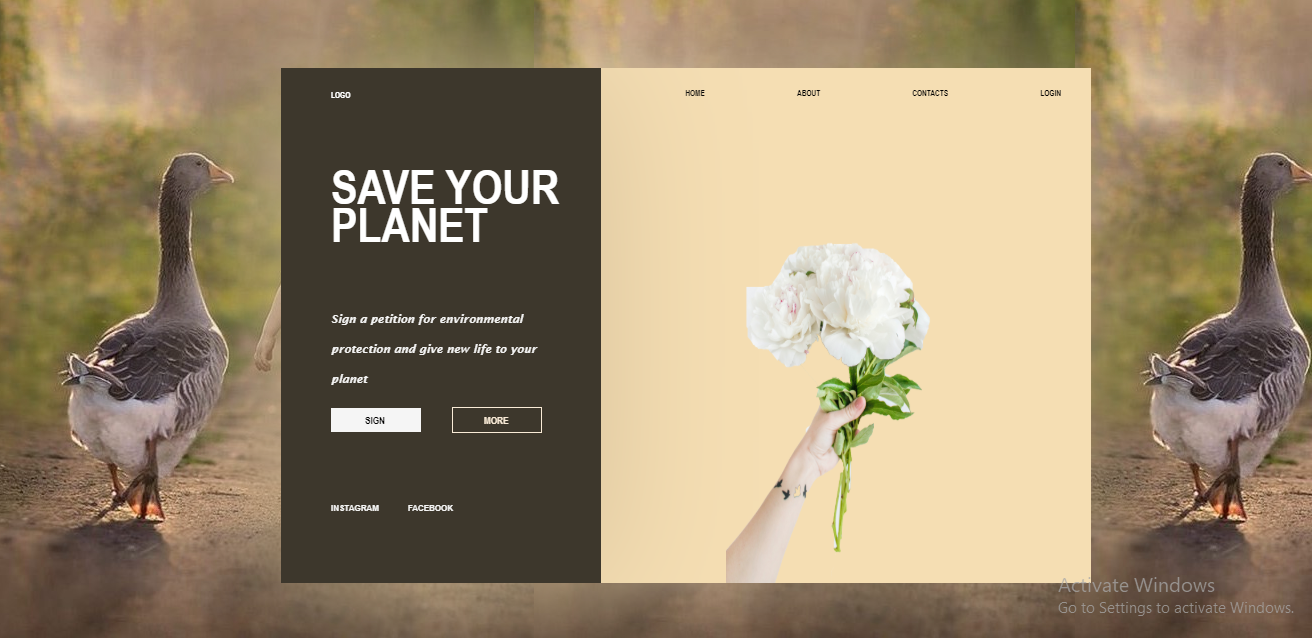 LOGO
HOME ABOUT CONTACTS LOGIN
SAVE YOUR
PLANET
Sign a petition for environmental
protection and give new life to your
planet
SIGN MORE
INSTAGRAM FACEBOOK
Activate Windows
Go to Settings to activate Windows.